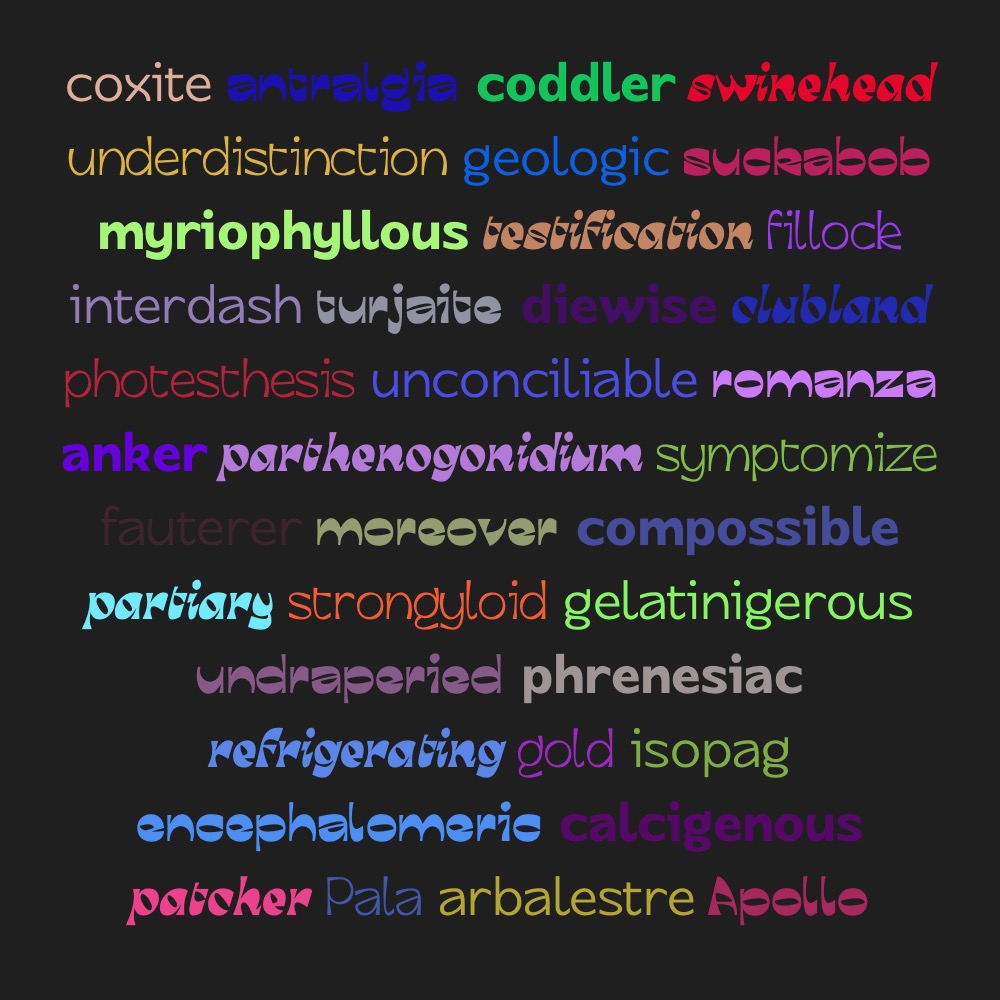 coxite antralgia coddler swinehead
underdistinction geologic suckabob
myriophyllous testification fillock
interdash turjaite diewise clubland
photesthesis unconciliable romanza
anker parthenogonidium symptomize
fauterer moreover compossible
partiary strongyloid gelatinigerous
undraperied phrenesiac
refrigerating gold isopag
encephalomeric calcigenous
patcher Pala arbalestre Apollo